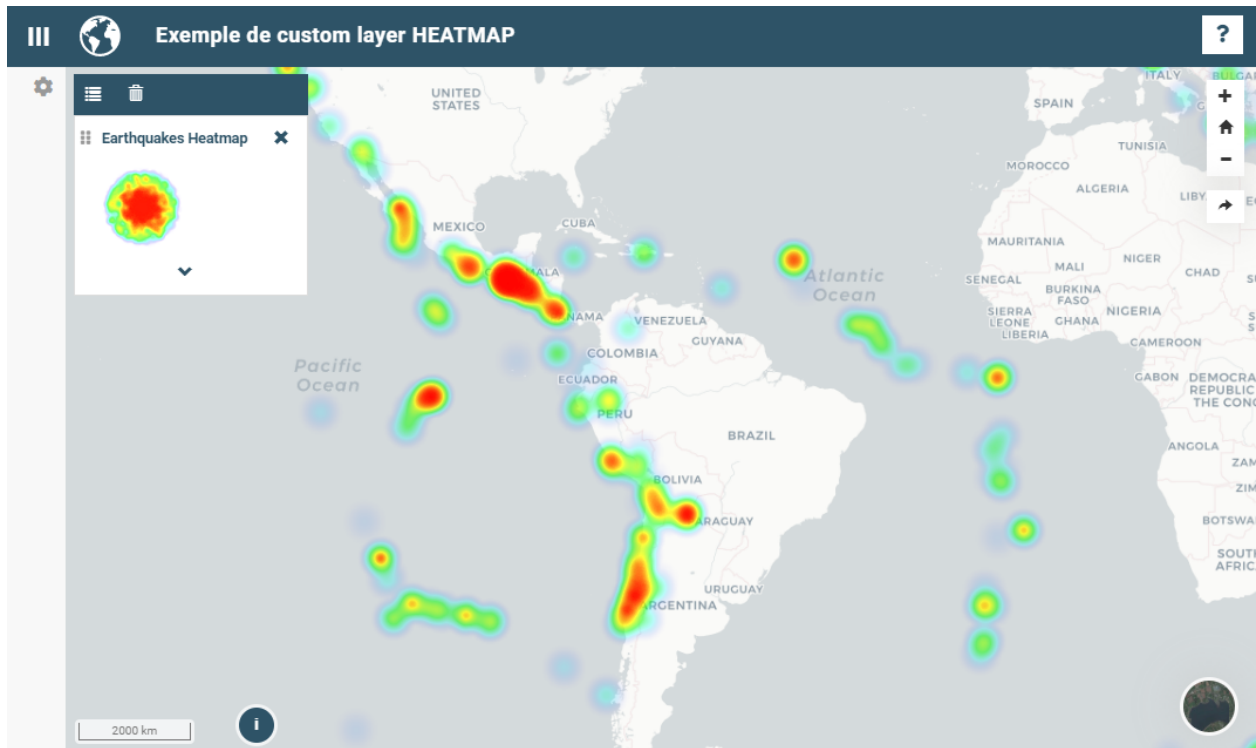 Exemple de custom layer HEATMAP
?
Earthquakes Heatmap
UNITED
STATES
ITALY
SPAIN
TUNISIA
MOROCCO
ALGERIA
MEXICO
CUBA
MAURITANIA
Atlantic
Ocean
MALI
NIGER
CHAD
SENEGAL
BURKINA
FASO
SIERRA
LEONE
LIBERIA
GHANA
NIGERIA
VENEZUELA
GUYANA
COLOMBIA
CAMEROON
Pacific
Ocean
ECUADOR
GABON
PERU
BRAZIL
ANGOLA
BOLIVIA
URUGUAY
2000 km
i